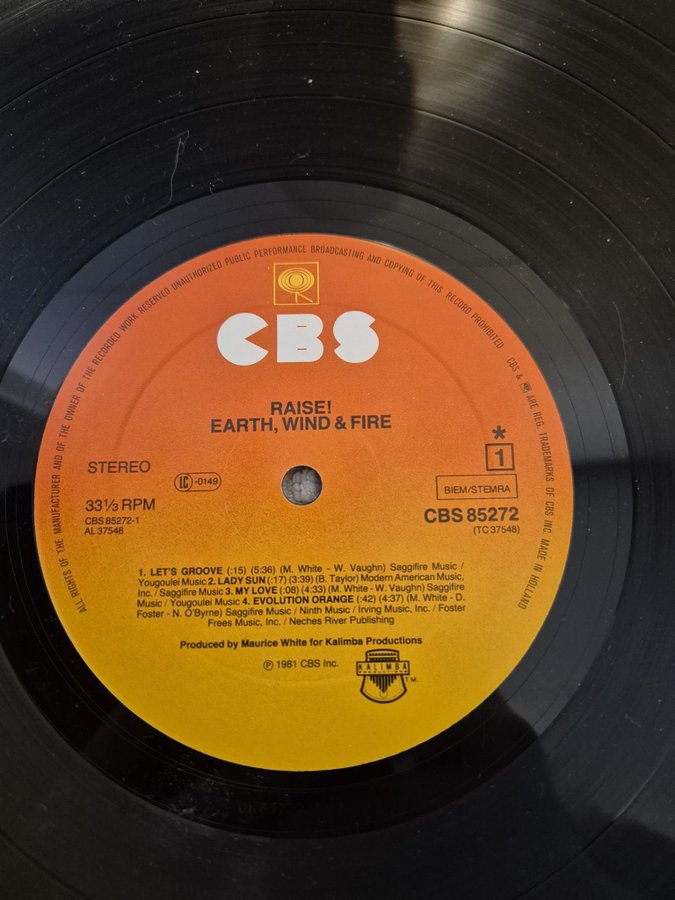 ALL RIGHTS OF THE MANUFACTURER AND OF THE OWNER OF THE RECORDED WORK RESERVED UNAUTHORIZED PUBLIC PERFORMANCE BROADCASTING AND COPYING OF THIS RECORD PROHIBITED CBS & ARE REG. TRADEMARKS OF CBS INC MADE IN HOLLAND
CBS
RAISE!
EARTH, WIND & FIRE
STEREO
LC -0149
*
1
BIEM/STEMRA
33⅓ RPM
CBS 85272-1
AL 37548
CBS 85272
(TC 37548)
1. LET'S GROOVE (:15) (5:36) (M. White - W. Vaughn) Saggifire Music /
Yougoulei Music 2. LADY SUN (:17) (3:39) (B. Taylor) Modern American Music,
Inc. / Saggifire Music 3. MY LOVE (:08) (4:33) (M. White - W. Vaughn) Saggifire
Music / Yougoulei Music 4. EVOLUTION ORANGE (:42) (4:37) (M. White - D.
Foster - N. O'Byrne) Saggifire Music / Ninth Music / Irving Music, Inc. / Foster
Frees Music, Inc. / Neches River Publishing
Produced by Maurice White for Kalimba Productions
℗ 1981 CBS Inc.
KALIMBA
PRODUCTIONS
T.M.